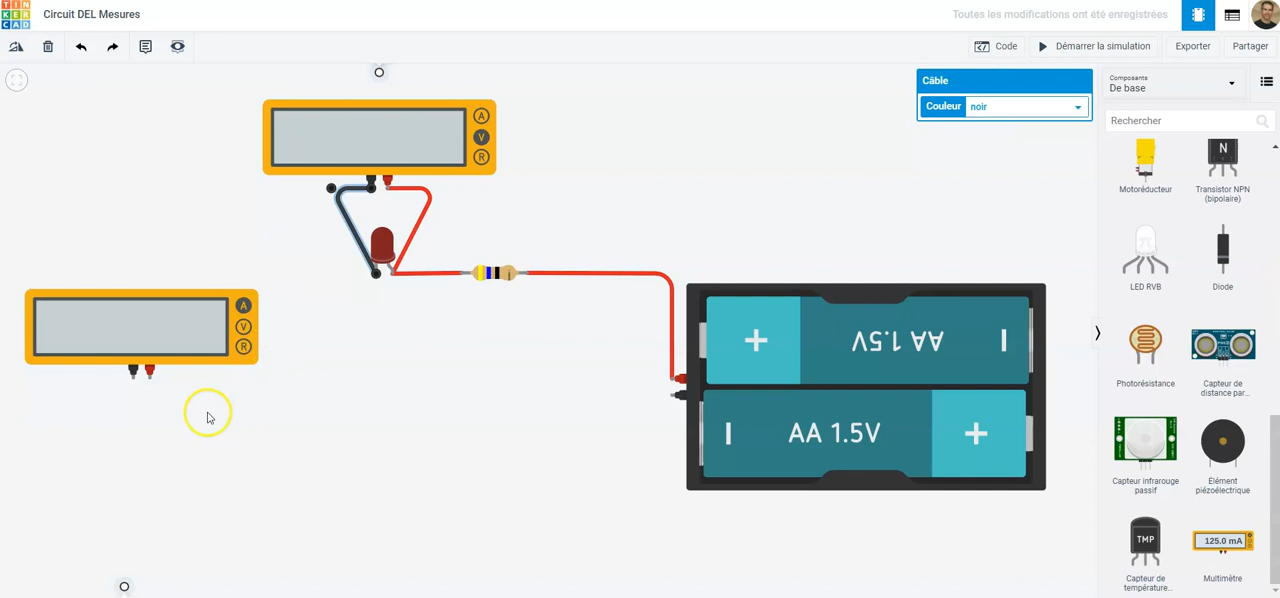 TIN
KER
CAD
Circuit DEL Mesures
Toutes les modifications ont été enregistrées
Code
Démarrer la simulation
Exporter
Partager
Câble
Couleur
noir
Composants
De base
Rechercher
A
V
R
A
V
R
+
AA 1.5V
AA 1.5V
+
N
Motoréducteur
Transistor NPN
(bipolaire)
LED RVB
Diode
Photorésistance
Capteur de
distance par...
Capteur infrarouge
passif
Élément
piézoélectrique
TMP
125.0 mA
Capteur de
température...
Multimètre